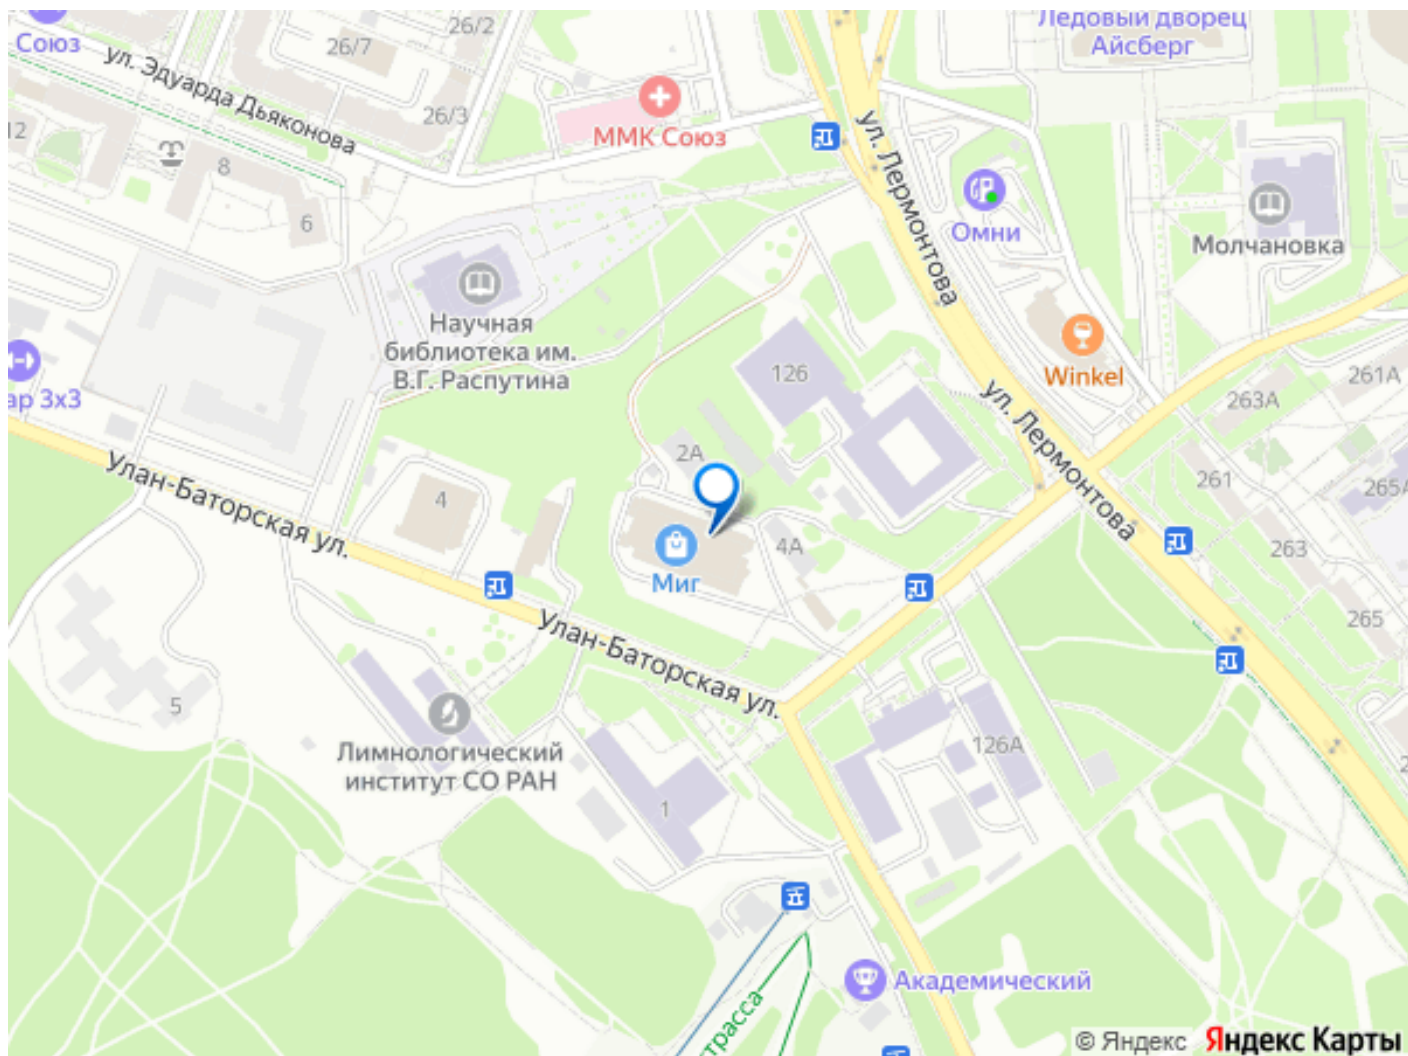 Союз
26/7
26/2
ул. Эдуарда Дьяконова
26/3
12
8
6
ММК Союз
ул. Лермонтова
Ледовый дворец
Айсберг
Омни
Молчановка
Научная
библиотека им.
В.Г. Распутина
ар 3х3
126
Winkel
ул. Лермонтова
261А
263А
261
265А
263
265
2А
4
4А
Миг
Улан-Баторская ул.
Улан-Баторская ул.
5
Лимнологический
институт СО РАН
1
126А
2
Академический
трасса
© Яндекс Яндекс Карты